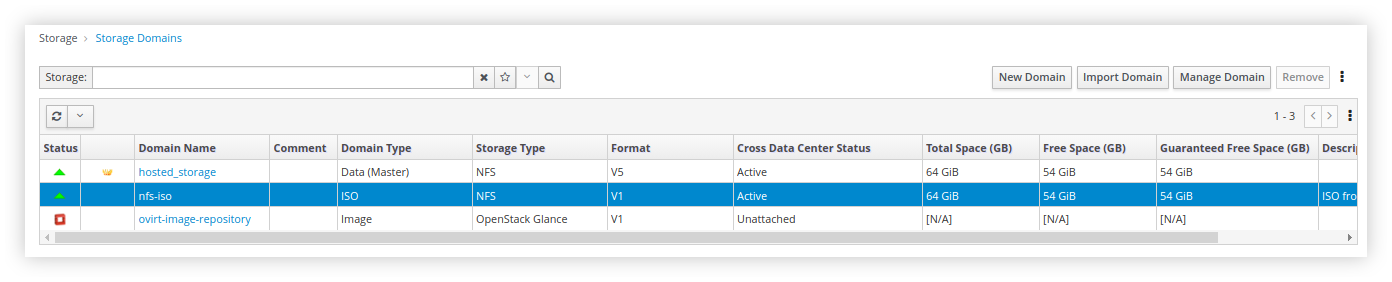 Storage > Storage Domains
Storage: New Domain Import Domain Manage Domain Remove
1 - 3
Status Domain Name Comment Domain Type Storage Type Format Cross Data Center Status Total Space (GB) Free Space (GB) Guaranteed Free Space (GB) Descrip
hosted_storage Data (Master) NFS V5 Active 64 GiB 54 GiB 54 GiB
nfs-iso ISO NFS V1 Active 64 GiB 54 GiB 54 GiB ISO fro
ovirt-image-repository Image OpenStack Glance V1 Unattached [N/A] [N/A] [N/A]